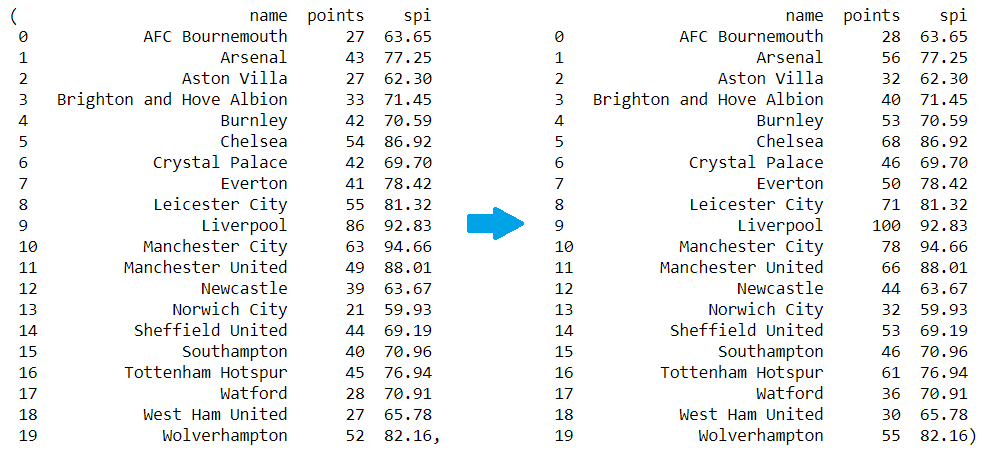 (                        name  points    spi                          name  points    spi
0            AFC Bournemouth      27  63.65      0            AFC Bournemouth      28  63.65
1                    Arsenal      43  77.25      1                    Arsenal      56  77.25
2                Aston Villa      27  62.30      2                Aston Villa      32  62.30
3   Brighton and Hove Albion      33  71.45      3   Brighton and Hove Albion      40  71.45
4                    Burnley      42  70.59      4                    Burnley      53  70.59
5                    Chelsea      54  86.92      5                    Chelsea      68  86.92
6             Crystal Palace      42  69.70      6             Crystal Palace      46  69.70
7                    Everton      41  78.42      7                    Everton      50  78.42
8             Leicester City      55  81.32      8             Leicester City      71  81.32
9                  Liverpool      86  92.83      9                  Liverpool     100  92.83
10           Manchester City      63  94.66      10           Manchester City      78  94.66
11         Manchester United      49  88.01      11         Manchester United      66  88.01
12                 Newcastle      39  63.67      12                 Newcastle      44  63.67
13              Norwich City      21  59.93      13              Norwich City      32  59.93
14          Sheffield United      44  69.19      14          Sheffield United      53  69.19
15               Southampton      40  70.96      15               Southampton      46  70.96
16         Tottenham Hotspur      45  76.94      16         Tottenham Hotspur      61  76.94
17                   Watford      28  70.91      17                   Watford      36  70.91
18           West Ham United      27  65.78      18           West Ham United      30  65.78
19             Wolverhampton      52  82.16,     19             Wolverhampton      55  82.16)